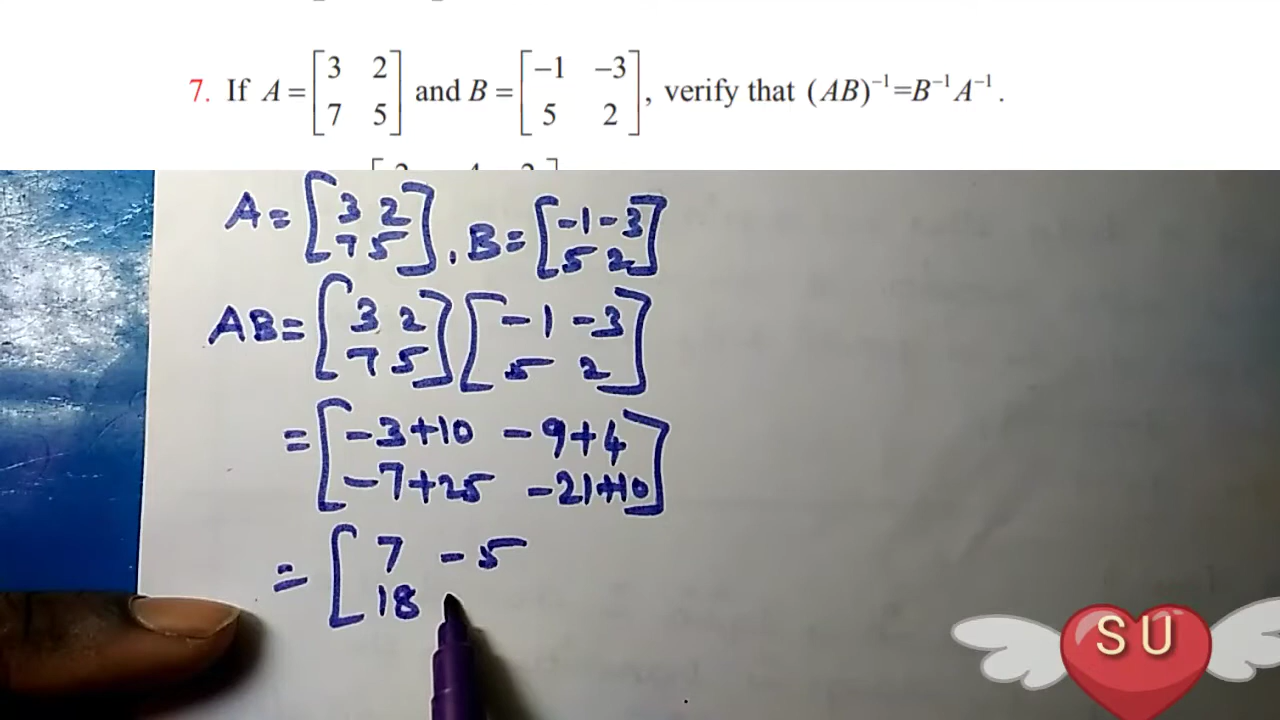 7. If A = [3 2 7 5] and B = [−1 −3 5 2], verify that (AB)⁻¹=B⁻¹ A⁻¹.
A = [3 2 7 5], B = [-1 -3 5 2]
AB = [3 2 7 5] [-1 -3 5 2]
= [-3+10 -9+4 -7+25 -21+10]
= [7 -5 18
SU